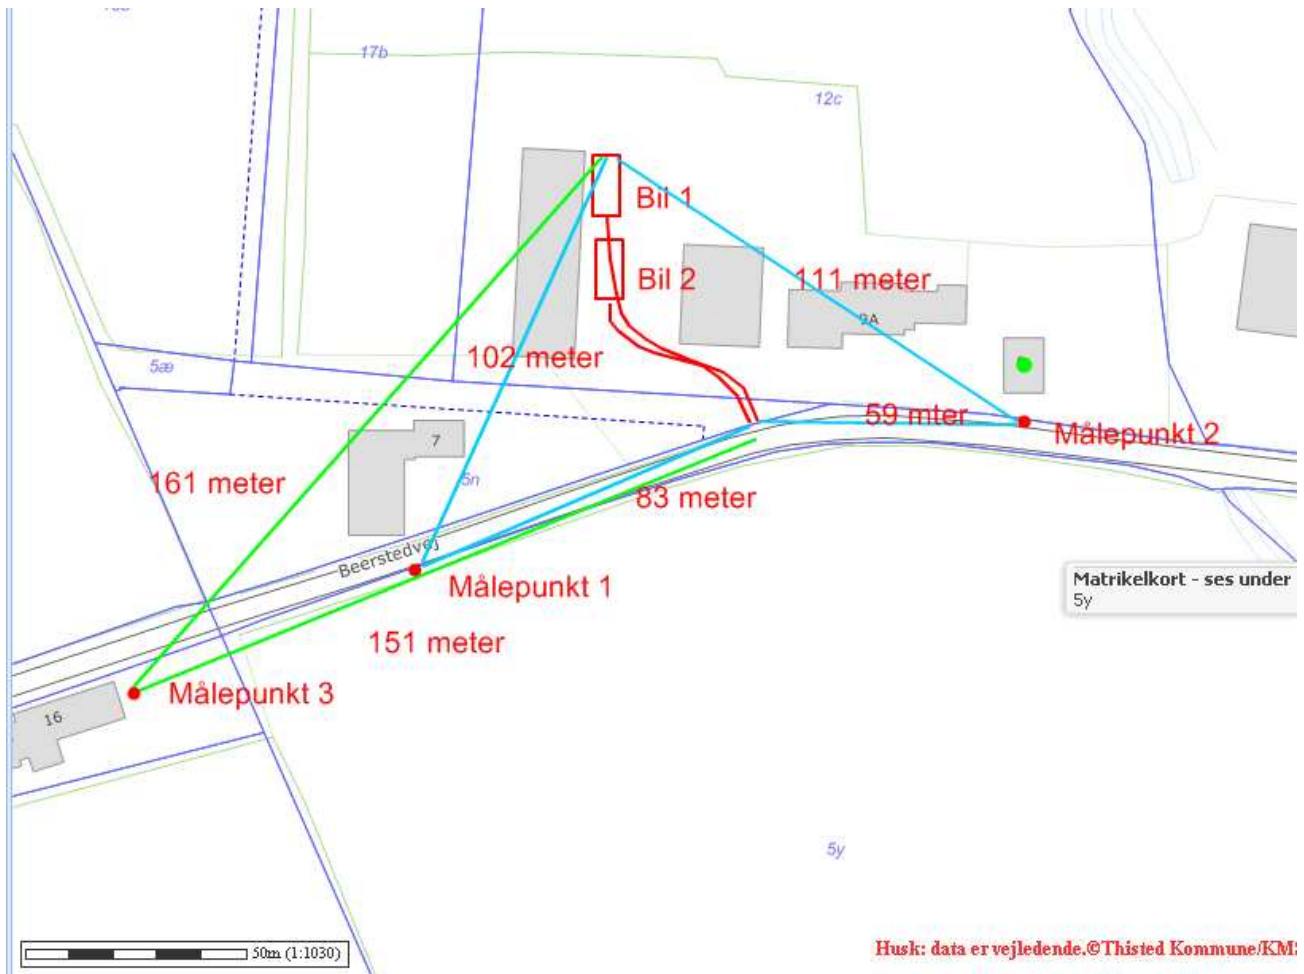 17b
12c
Bil 1
Bil 2
111 meter
9A
102 meter
5æ
59 mter
Målepunkt 2
7
161 meter
5n
83 meter
Beerstedvej
Målepunkt 1
Matrikelkort - ses under
5y
151 meter
Målepunkt 3
16
5y
50m (1:1030)
Husk: data er vejledende.©Thisted Kommune/KMS